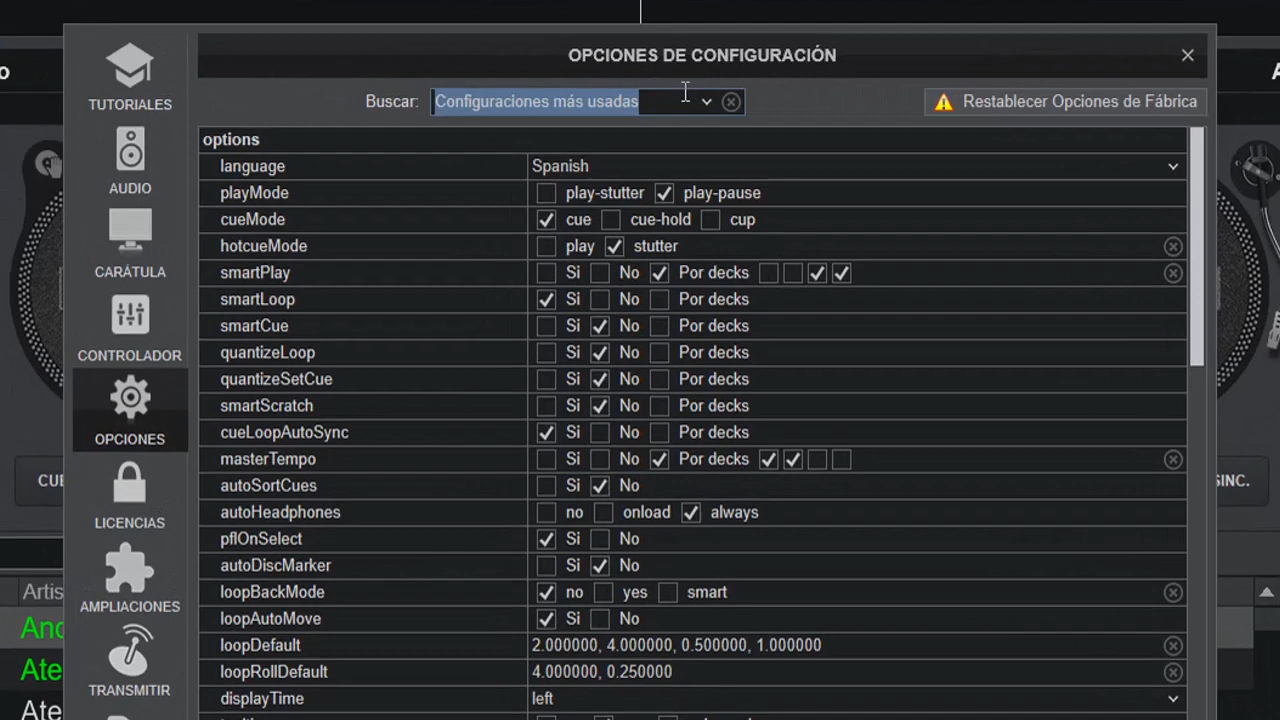 OPCIONES DE CONFIGURACIÓN
Buscar: Configuraciones más usadas
Restablecer Opciones de Fábrica
TUTORIALES
AUDIO
CARÁTULA
CONTROLADOR
OPCIONES
LICENCIAS
AMPLIACIONES
TRANSMITIR
options
language Spanish
playMode play-stutter play-pause
cueMode cue cue-hold cup
hotcueMode play stutter
smartPlay Si No Por decks
smartLoop Si No Por decks
smartCue Si No Por decks
quantizeLoop Si No Por decks
quantizeSetCue Si No Por decks
smartScratch Si No Por decks
cueLoopAutoSync Si No Por decks
masterTempo Si No Por decks
autoSortCues Si No
autoHeadphones no onload always
pflOnSelect Si No
autoDiscMarker Si No
loopBackMode no yes smart
loopAutoMove Si No
loopDefault 2.000000, 4.000000, 0.500000, 1.000000
loopRollDefault 4.000000, 0.250000
displayTime left
CUE
SINC.
Artis
And
Ate
Ate